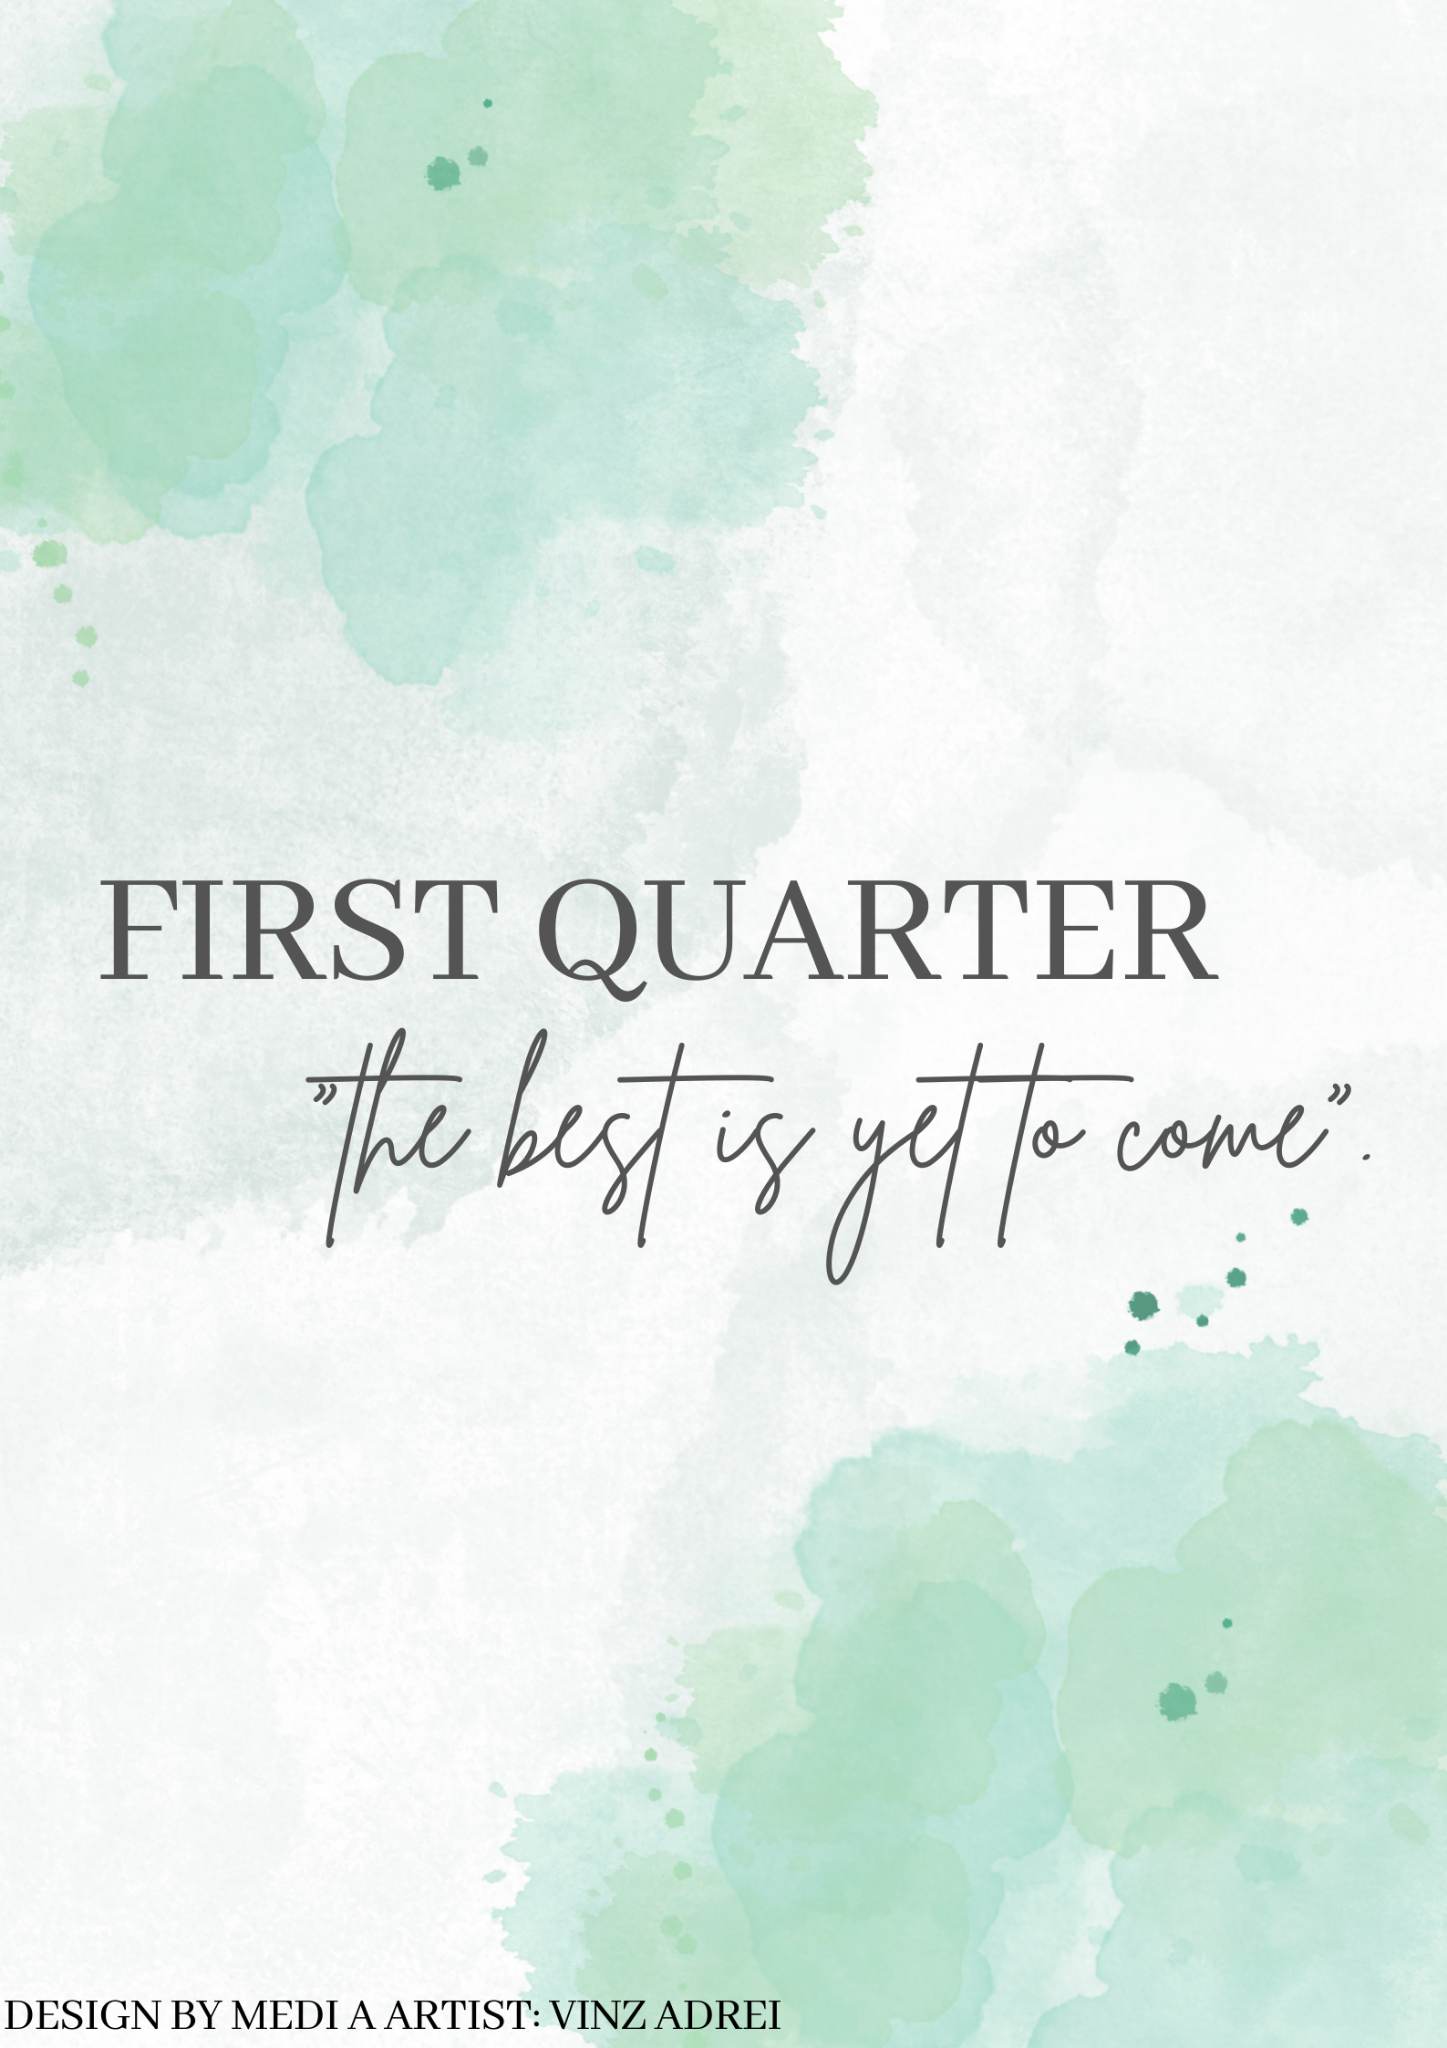 FIRST QUARTER
”the best is yet to come”.
DESIGN BY MEDI A ARTIST: VINZ ADREI